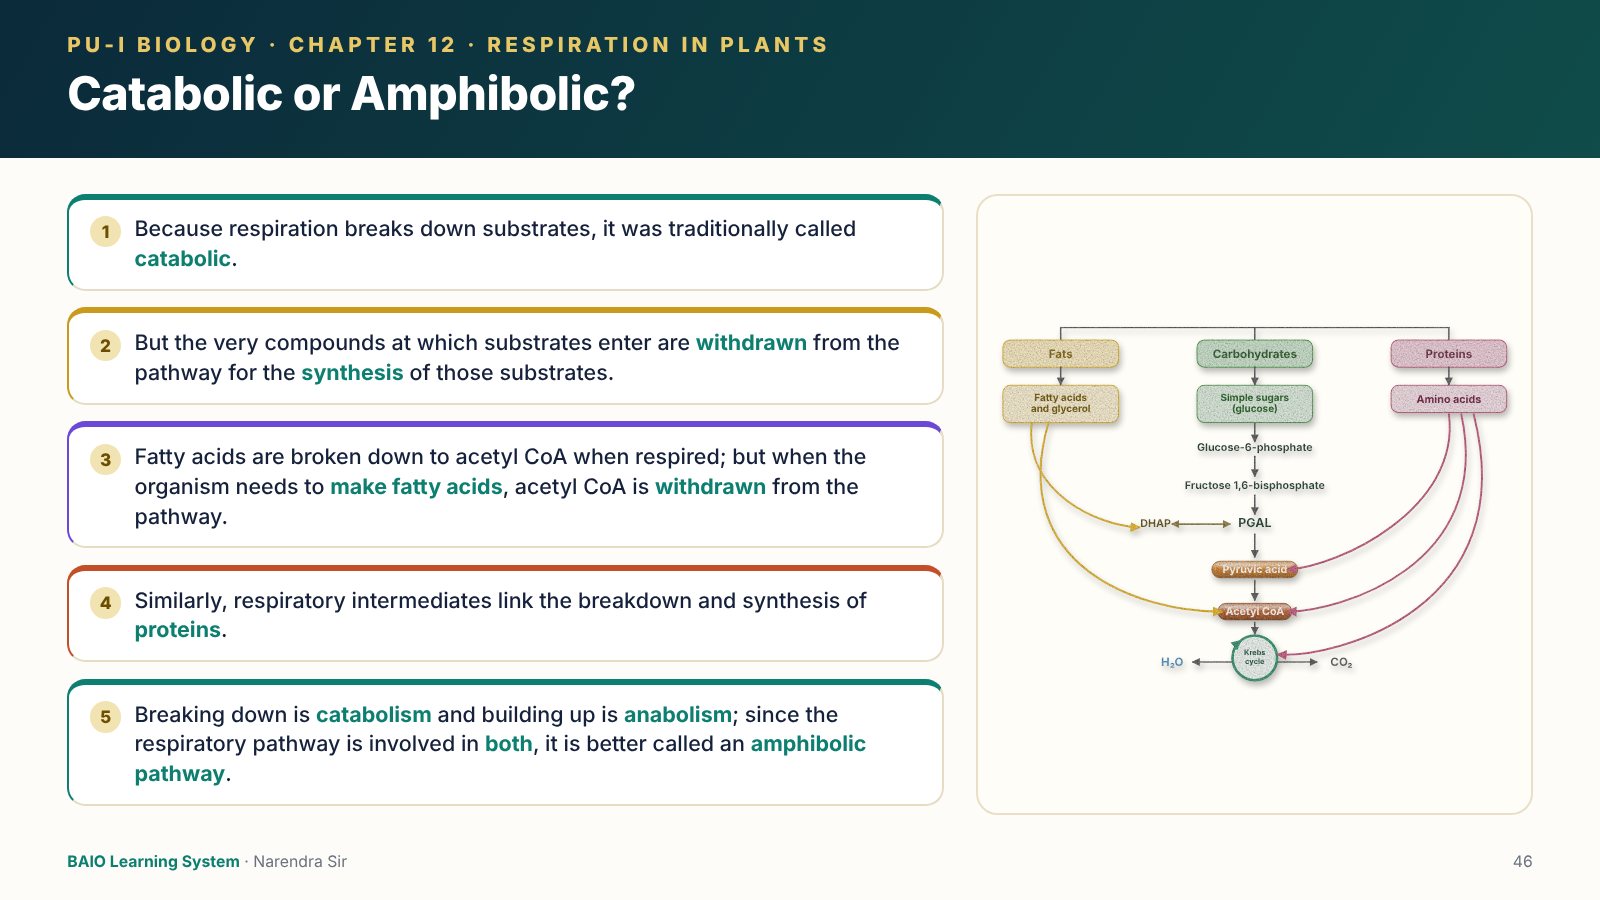 PU-I BIOLOGY · CHAPTER 12 · RESPIRATION IN PLANTS
Catabolic or Amphibolic?
1
Because respiration breaks down substrates, it was traditionally called
catabolic.
2
But the very compounds at which substrates enter are withdrawn from the
pathway for the synthesis of those substrates.
3
Fatty acids are broken down to acetyl CoA when respired; but when the
organism needs to make fatty acids, acetyl CoA is withdrawn from the
pathway.
4
Similarly, respiratory intermediates link the breakdown and synthesis of
proteins.
5
Breaking down is catabolism and building up is anabolism; since the
respiratory pathway is involved in both, it is better called an amphibolic
pathway.
Fats
Carbohydrates
Proteins
Fatty acids
and glycerol
Simple sugars
(glucose)
Amino acids
Glucose-6-phosphate
Fructose 1,6-bisphosphate
DHAP
PGAL
Pyruvic acid
Acetyl CoA
Krebs
cycle
H₂O
CO₂
BAIO Learning System · Narendra Sir
46